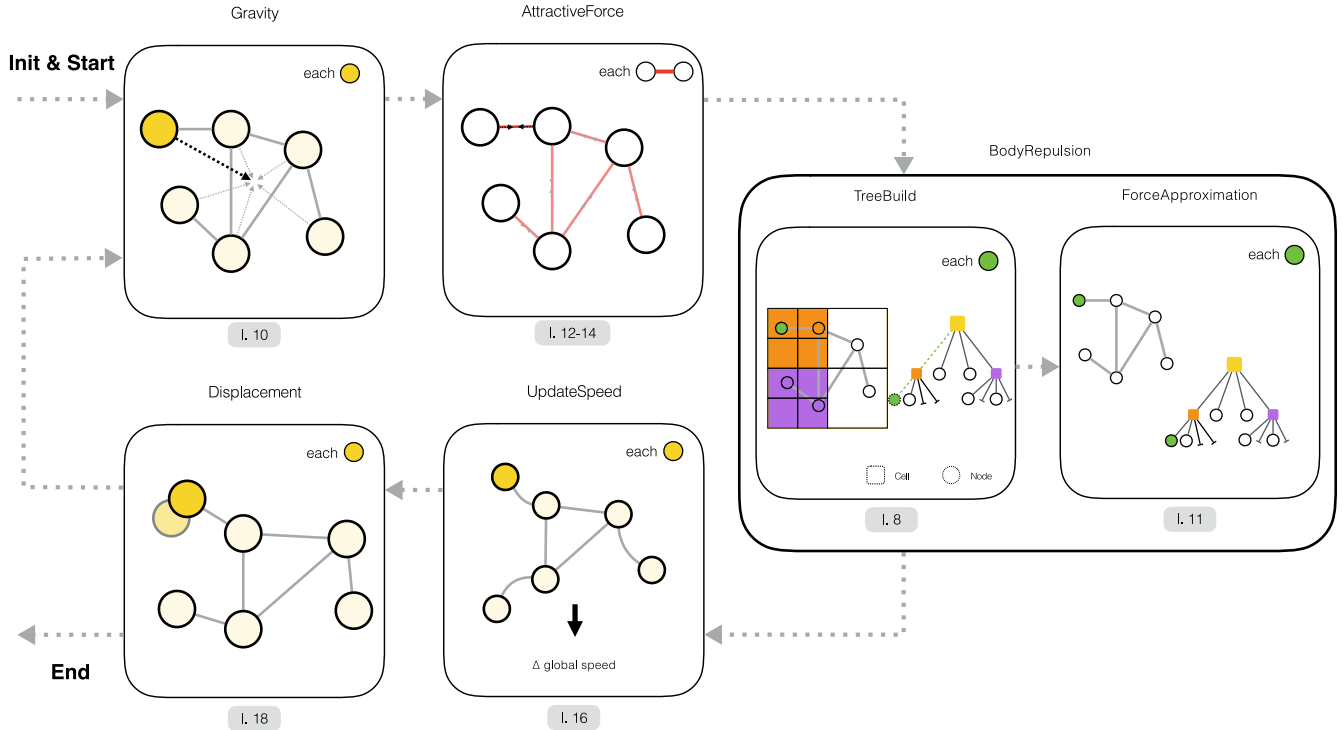 Gravity
AttractiveForce
Init & Start
each
each
BodyRepulsion
TreeBuild
ForceApproximation
each
each
l. 10
l. 12-14
Displacement
UpdateSpeed
each
each
Cell
Node
l. 8
l. 11
End
Δ global speed
l. 18
l. 16